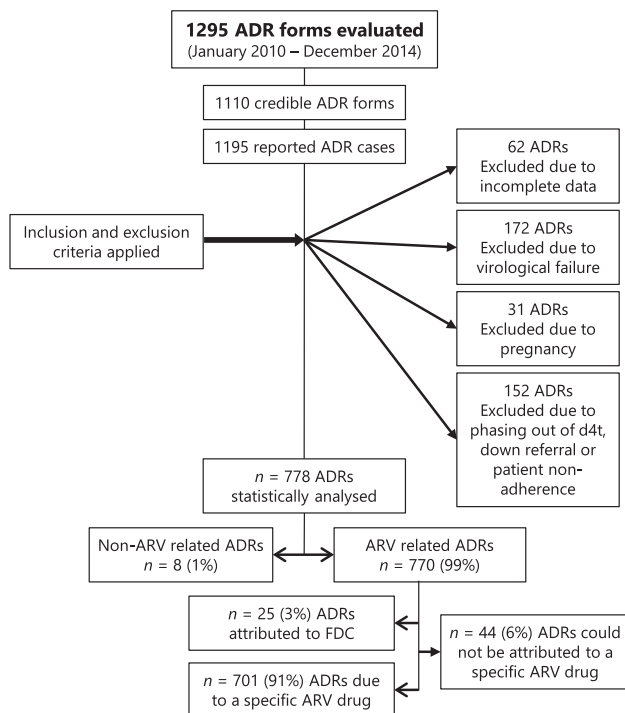 1295 ADR forms evaluated
(January 2010 – December 2014)
1110 credible ADR forms
1195 reported ADR cases
62 ADRs
Excluded due to
incomplete data
Inclusion and exclusion
criteria applied
172 ADRs
Excluded due to
virological failure
31 ADRs
Excluded due to
pregnancy
152 ADRs
Excluded due to
phasing out of d4t,
down referral or
patient non-
adherence
n = 778 ADRs
statistically analysed
Non-ARV related ADRs
n = 8 (1%)
ARV related ADRs
n = 770 (99%)
n = 25 (3%) ADRs
attributed to FDC
n = 44 (6%) ADRs could
not be attributed to a
specific ARV drug
n = 701 (91%) ADRs due
to a specific ARV drug